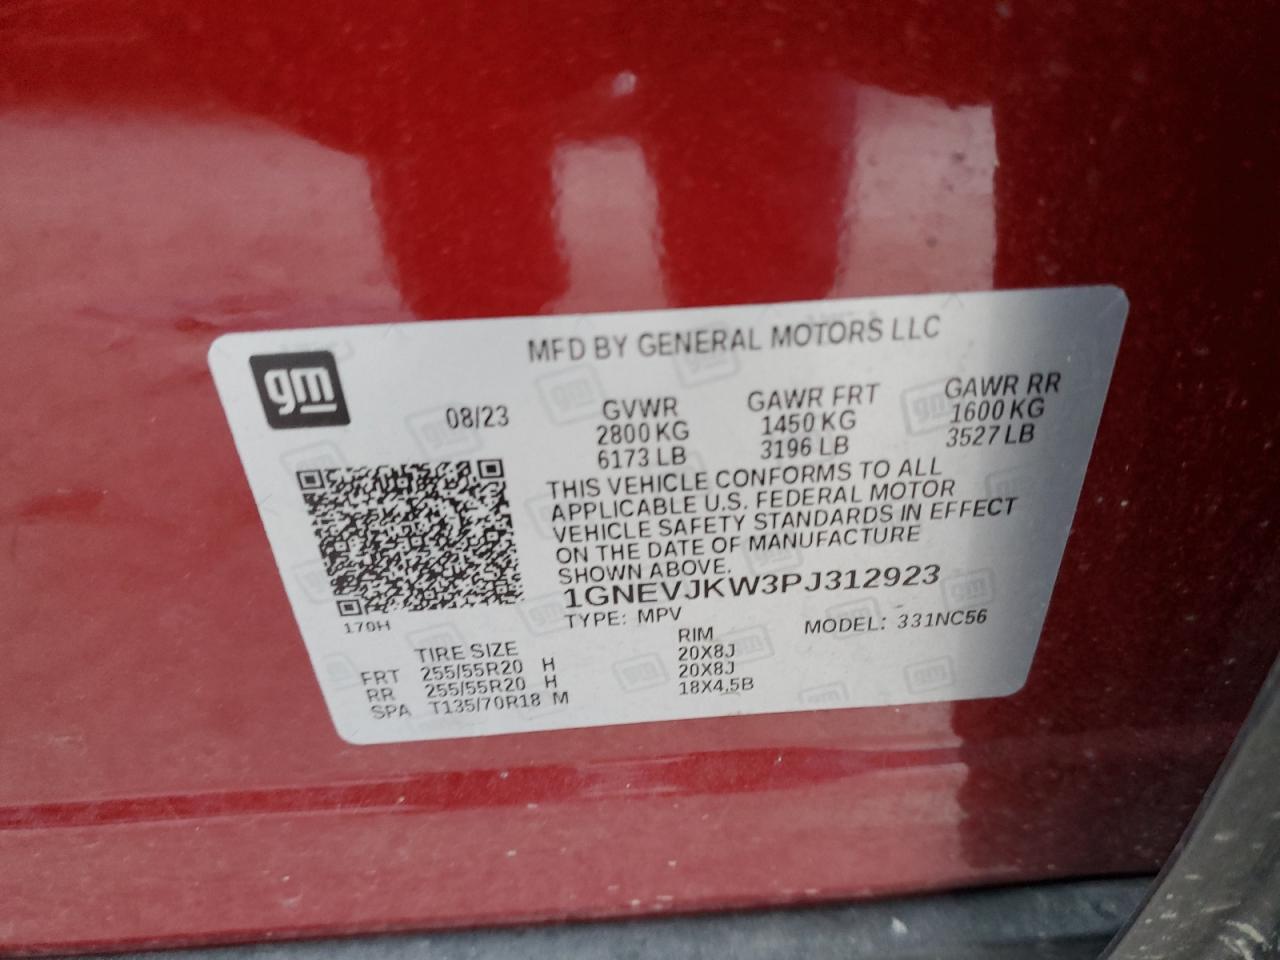 MFD BY GENERAL MOTORS LLC
gm
08/23
GVWR
2800 KG
6173 LB
GAWR FRT
1450 KG
3196 LB
GAWR RR
1600 KG
3527 LB
THIS VEHICLE CONFORMS TO ALL
APPLICABLE U.S. FEDERAL MOTOR
VEHICLE SAFETY STANDARDS IN EFFECT
ON THE DATE OF MANUFACTURE
SHOWN ABOVE.
1GNEVJKW3PJ312923
TYPE: MPV
MODEL: 331NC56
170H
TIRE SIZE RIM
FRT 255/55R20 H 20X8J
RR 255/55R20 H 20X8J
SPA T135/70R18 M 18X4.5B